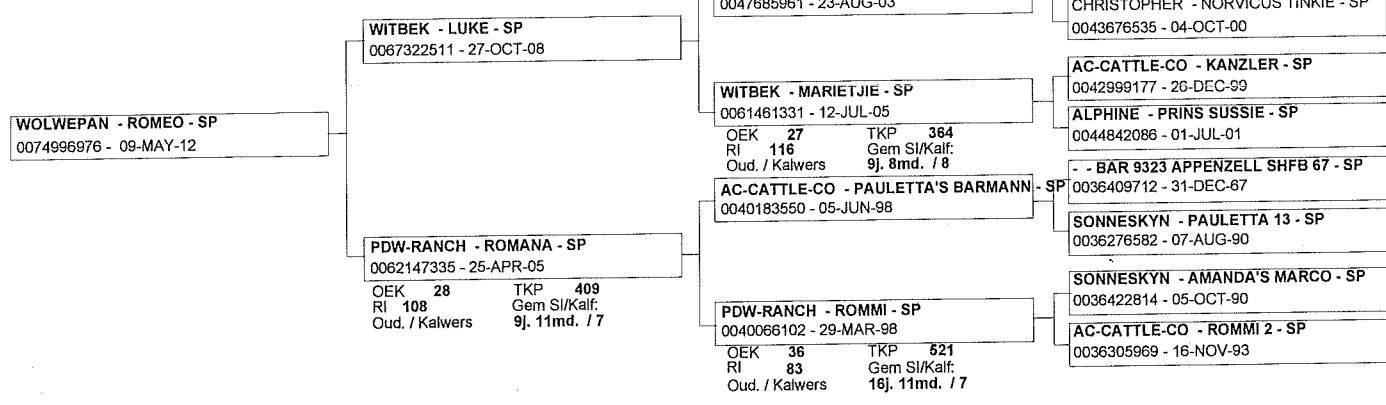 0047685961 - 23-AUG-03
CHRISTOPHER - NORVICUS TINKIE - SP
0043676535 - 04-OCT-00
WITBEK - LUKE - SP
0067322511 - 27-OCT-08
AC-CATTLE-CO - KANZLER - SP
0042999177 - 26-DEC-99
WITBEK - MARIETJIE - SP
0061461331 - 12-JUL-05
OEK 27 TKP 364
RI 116 Gem SI/Kalf:
Oud. / Kalwers 9j. 8md. / 8
ALPHINE - PRINS SUSSIE - SP
0044842086 - 01-JUL-01
WOLWEPAN - ROMEO - SP
0074996976 - 09-MAY-12
- - BAR 9323 APPENZELL SHFB 67 - SP
0036409712 - 31-DEC-67
AC-CATTLE-CO - PAULETTA'S BARMANN - SP
0040183550 - 05-JUN-98
SONNESKYN - PAULETTA 13 - SP
0036276582 - 07-AUG-90
PDW-RANCH - ROMANA - SP
0062147335 - 25-APR-05
OEK 28 TKP 409
RI 108 Gem SI/Kalf:
Oud. / Kalwers 9j. 11md. / 7
SONNESKYN - AMANDA'S MARCO - SP
0036422814 - 05-OCT-90
PDW-RANCH - ROMMI - SP
0040066102 - 29-MAR-98
OEK 36 TKP 521
RI 83 Gem SI/Kalf:
Oud. / Kalwers 16j. 11md. / 7
AC-CATTLE-CO - ROMMI 2 - SP
0036305969 - 16-NOV-93